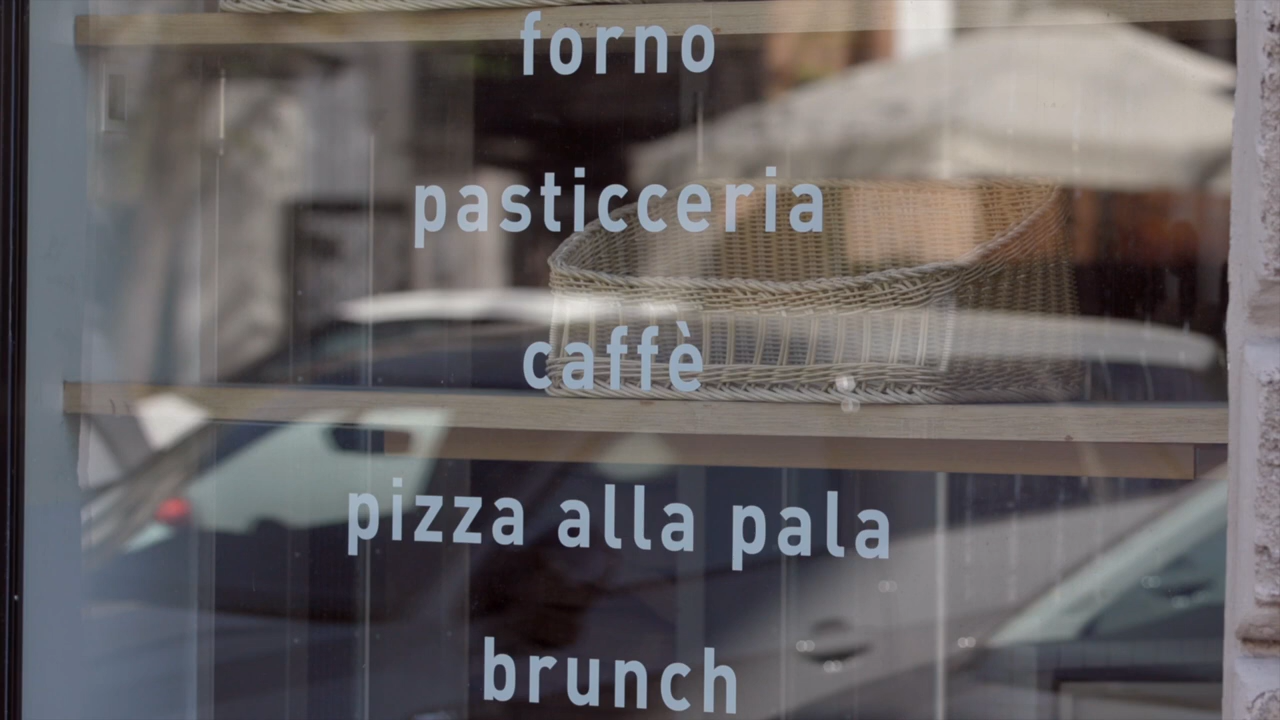 forno
pasticceria
caffè
pizza alla pala
brunch